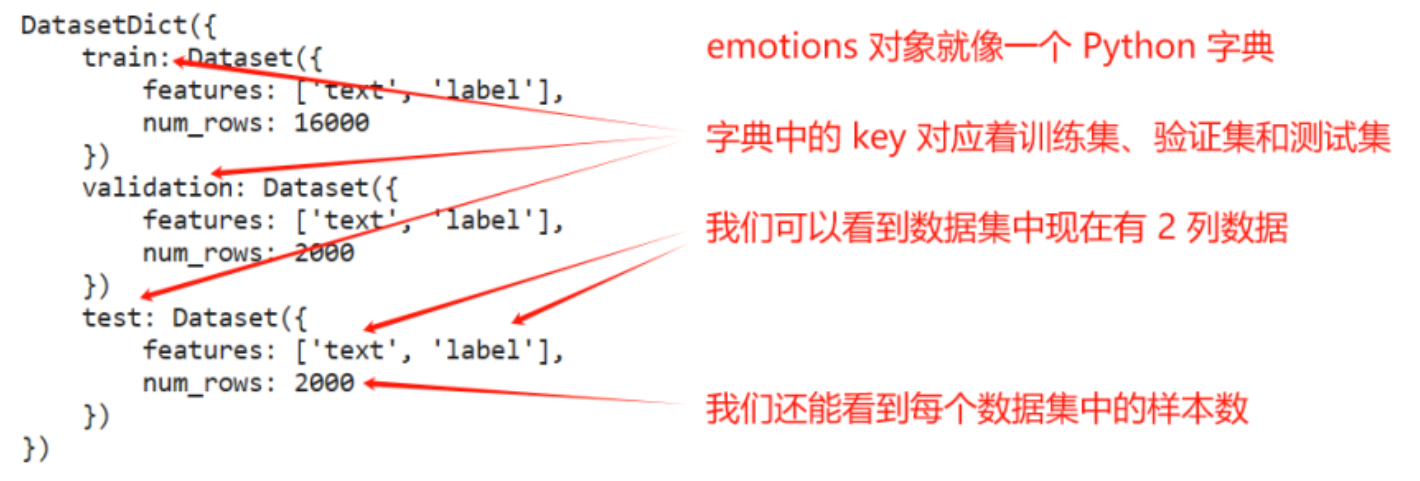 DatasetDict({
    train: Dataset({
        features: ['text', 'label'],
        num_rows: 16000
    })
    validation: Dataset({
        features: ['text', 'label'],
        num_rows: 2000
    })
    test: Dataset({
        features: ['text', 'label'],
        num_rows: 2000
    })
})
emotions 对象就像一个 Python 字典
字典中的 key 对应着训练集、验证集和测试集
我们可以看到数据集中现在有 2 列数据
我们还能看到每个数据集中的样本数